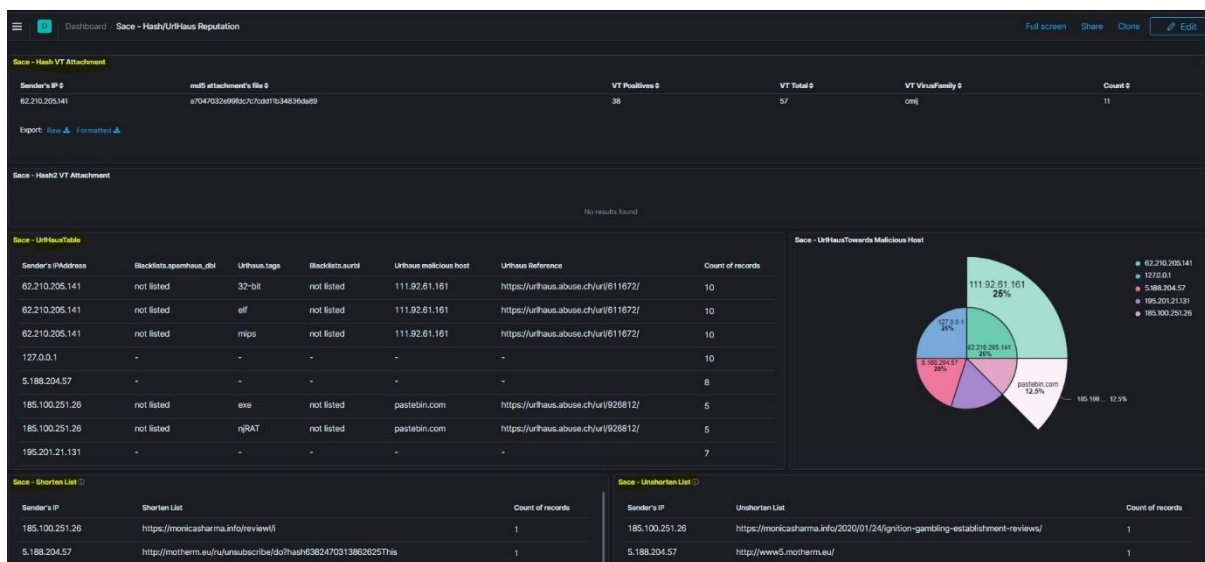 D Dashboard Sace - Hash/UrlHaus Reputation Full screen Share Clone Edit
Sace - Hash VT Attachment
Sender's IP md5 attachment's file VT Positives VT Total VT VirusFamily Count
62.210.205.141 a7047032e99fdc7c7cdd11b34836da89 38 57 cmij 11
Export: Raw Formatted
Sace - Hash2 VT Attachment
No results found
Sace - UrlHausTable
Sender's IPAddress Blacklists.spamhaus_dbl Urlhaus.tags Blacklists.surbl Urlhaus malicious host Urlhaus Reference Count of records
62.210.205.141 not listed 32-bit not listed 111.92.61.161 https://urlhaus.abuse.ch/url/611672/ 10
62.210.205.141 not listed elf not listed 111.92.61.161 https://urlhaus.abuse.ch/url/611672/ 10
62.210.205.141 not listed mips not listed 111.92.61.161 https://urlhaus.abuse.ch/url/611672/ 10
127.0.0.1 - - - - - 10
5.188.204.57 - - - - - 8
185.100.251.26 not listed exe not listed pastebin.com https://urlhaus.abuse.ch/url/926812/ 5
185.100.251.26 not listed njRAT not listed pastebin.com https://urlhaus.abuse.ch/url/926812/ 5
195.201.21.131 - - - - - 7
Sace - UrlHausTowards Malicious Host
111.92.61.161
25%
127.0.0.1
25%
62.210.205.141
25%
5.188.204.57
20%
pastebin.com
12.5%
185.100... 12.5%
62.210.205.141
127.0.0.1
5.188.204.57
195.201.21.131
185.100.251.26
Sace - Shorten List
Sender's IP Shorten List Count of records
185.100.251.26 https://monicasharma.info/reviewl/i 1
5.188.204.57 http://motherm.eu/ru/unsubscribe/do?hash6382470313862625This 1
Sace - Unshorten List
Sender's IP Unshorten List Count of records
185.100.251.26 https://monicasharma.info/2020/01/24/ignition-gambling-establishment-reviews/ 1
5.188.204.57 http://www5.motherm.eu/ 1